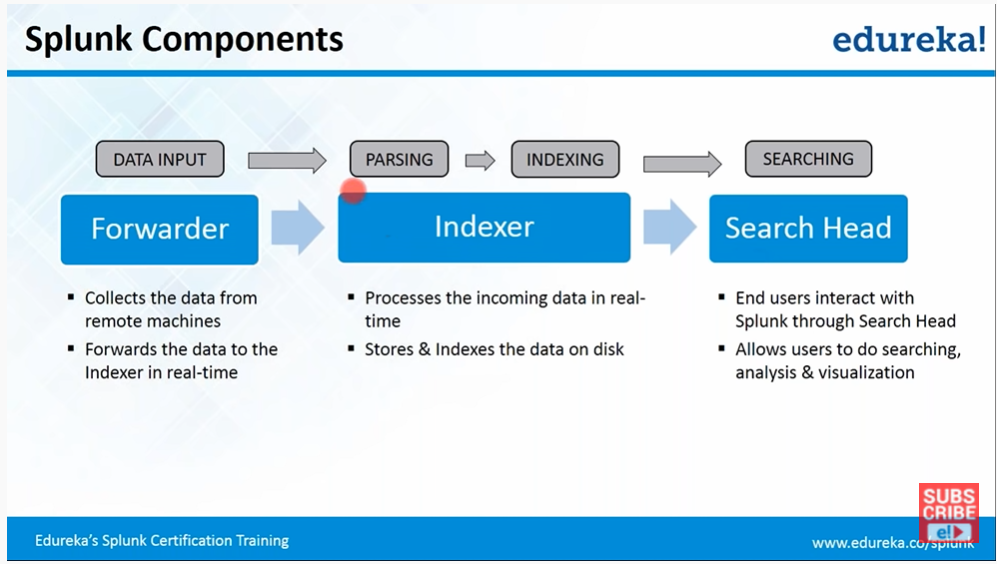 Splunk Components
edureka!
DATA INPUT
PARSING
INDEXING
SEARCHING
Forwarder
Indexer
Search Head
▪ Collects the data from
remote machines
▪ Forwards the data to the
Indexer in real-time
▪ Processes the incoming data in real-
time
▪ Stores & Indexes the data on disk
▪ End users interact with
Splunk through Search Head
▪ Allows users to do searching,
analysis & visualization
SUBS
CRIBE
e!
Edureka's Splunk Certification Training
www.edureka.co/splunk